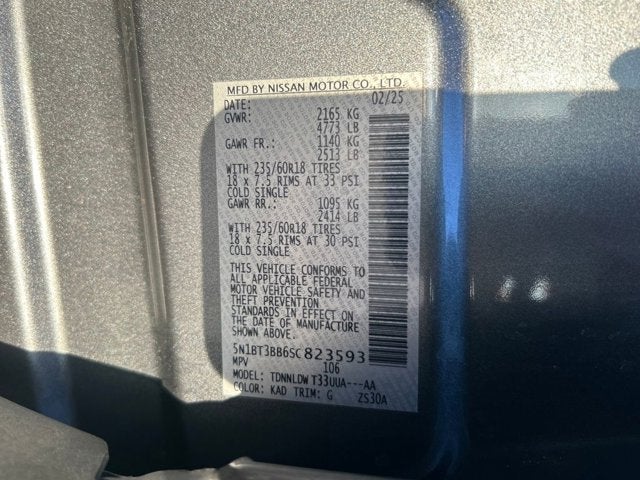 MFD BY NISSAN MOTOR CO., LTD.
DATE: 02/25
GVWR: 2165 KG
4773 LB
GAWR FR.: 1140 KG
2513 LB
WITH 235/60R18 TIRES
18 x 7.5 RIMS AT 33 PSI
COLD SINGLE
GAWR RR.: 1095 KG
2414 LB
WITH 235/60R18 TIRES
18 x 7.5 RIMS AT 30 PSI
COLD SINGLE
THIS VEHICLE CONFORMS TO
ALL APPLICABLE FEDERAL
MOTOR VEHICLE SAFETY AND
THEFT PREVENTION
STANDARDS IN EFFECT ON
THE DATE OF MANUFACTURE
SHOWN ABOVE.
5N1BT3BB6SC823593
MPV 106
MODEL: TDNNLDW T33UUA---AA
COLOR: KAD TRIM: G ZS30A